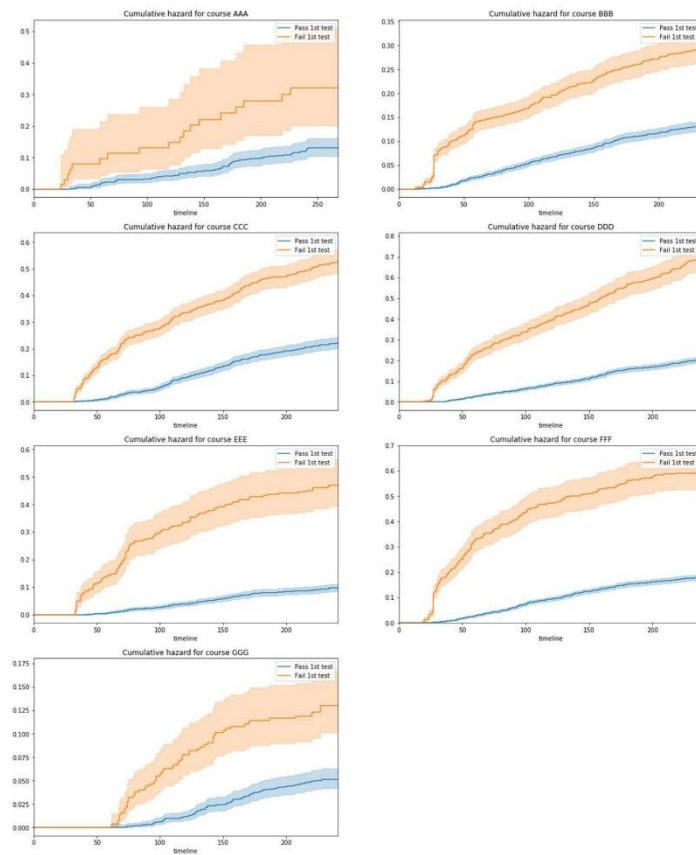 Cumulative hazard for course AAA
Pass 1st test
Fail 1st test
0.5
0.4
0.3
0.2
0.1
0.0
0 50 100 150 200 250
timeline
Cumulative hazard for course BBB
Pass 1st test
Fail 1st test
0.35
0.30
0.25
0.20
0.15
0.10
0.05
0.00
0 50 100 150 200
timeline
Cumulative hazard for course CCC
Pass 1st test
Fail 1st test
0.6
0.5
0.4
0.3
0.2
0.1
0.0
0 50 100 150 200
timeline
Cumulative hazard for course DDD
Pass 1st test
Fail 1st test
0.8
0.7
0.6
0.5
0.4
0.3
0.2
0.1
0.0
0 50 100 150 200
timeline
Cumulative hazard for course EEE
Pass 1st test
Fail 1st test
0.6
0.5
0.4
0.3
0.2
0.1
0.0
0 50 100 150 200
timeline
Cumulative hazard for course FFF
Pass 1st test
Fail 1st test
0.7
0.6
0.5
0.4
0.3
0.2
0.1
0.0
0 50 100 150 200
timeline
Cumulative hazard for course GGG
Pass 1st test
Fail 1st test
0.175
0.150
0.125
0.100
0.075
0.050
0.025
0.000
0 50 100 150 200
timeline